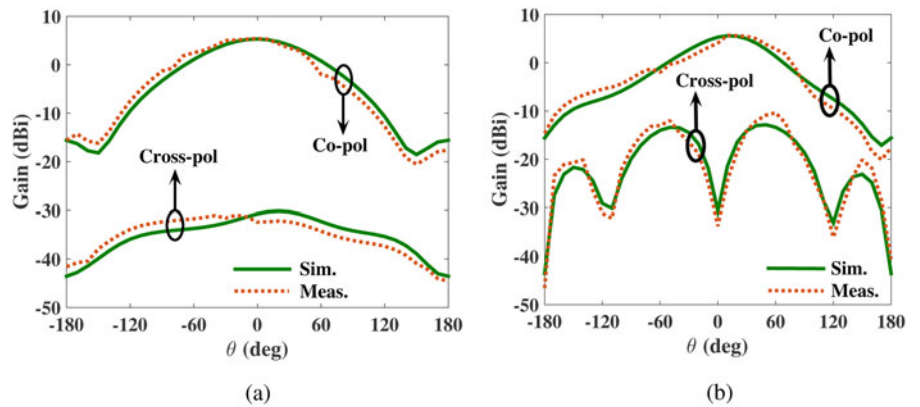 10
0
-10
-20
-30
-40
-50
Gain (dBi)
Cross-pol
Co-pol
Sim.
Meas.
-180 -120 -60 0 60 120 180
θ (deg)
(a)
10
0
-10
-20
-30
-40
-50
Gain (dBi)
Co-pol
Cross-pol
Sim.
Meas.
-180 -120 -60 0 60 120 180
θ (deg)
(b)